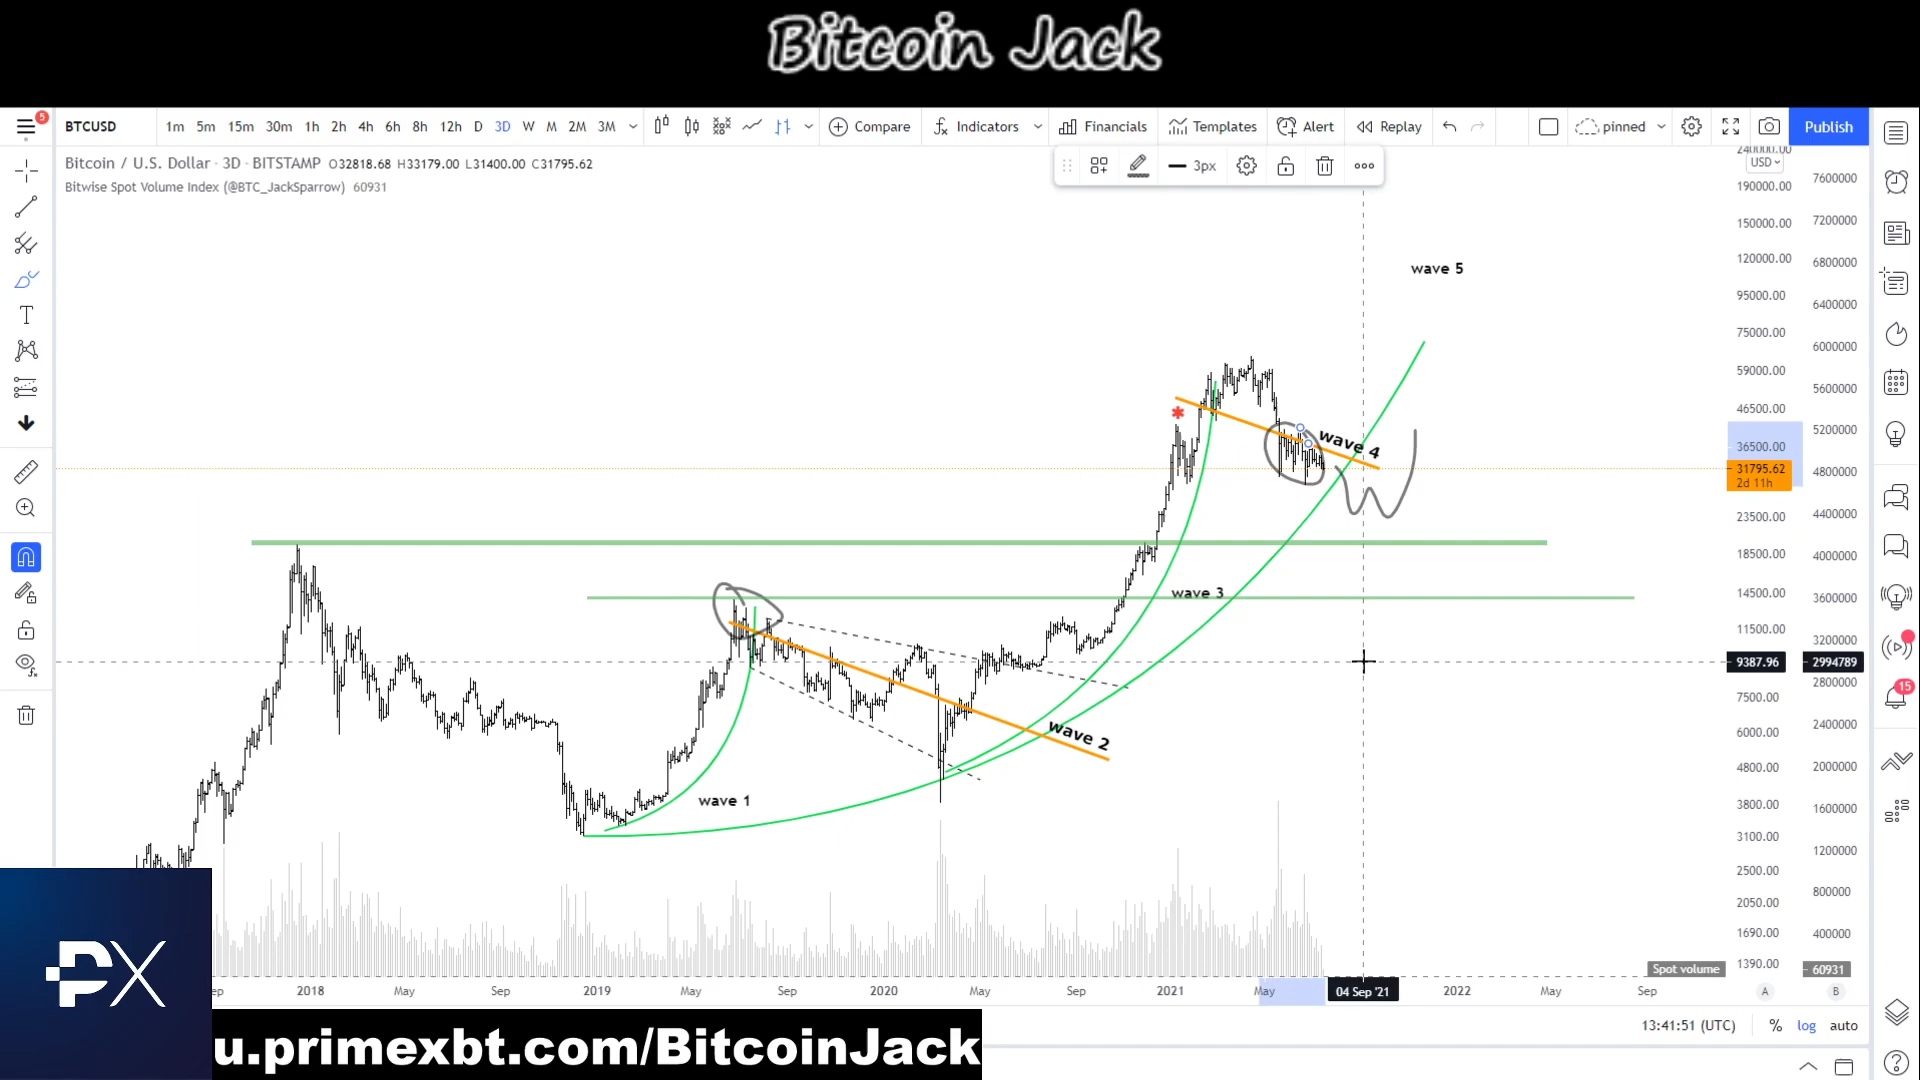 Bitcoin Jack
5
BTCUSD 1m 5m 15m 30m 1h 2h 4h 6h 8h 12h D 3D W M 2M 3M Compare Indicators Financials Templates Alert Replay pinned Publish
Bitcoin / U.S. Dollar · 3D · BITSTAMP O32818.68 H33179.00 L31400.00 C31795.62
Bitwise Spot Volume Index (@BTC_JackSparrow) 60931
3px
USD
240000.00
190000.00 7600000
150000.00 7200000
120000.00 6800000
95000.00 6400000
75000.00 6000000
59000.00 5600000
46500.00 5200000
36500.00 4800000
31795.62
2d 11h
23500.00 4400000
18500.00 4000000
14500.00 3600000
11500.00 3200000
9387.96 2994789
2800000
7500.00 2400000
6000.00 2000000
4800.00 1600000
3800.00 1200000
3100.00 800000
2500.00 400000
2050.00
1690.00
1390.00
Spot volume 60931
wave 5
wave 4
wave 3
wave 2
wave 1
15
ep 2018 May Sep 2019 May Sep 2020 May Sep 2021 May 04 Sep '21 2022 May Sep A B
13:41:51 (UTC) % log auto
PX
u.primexbt.com/BitcoinJack